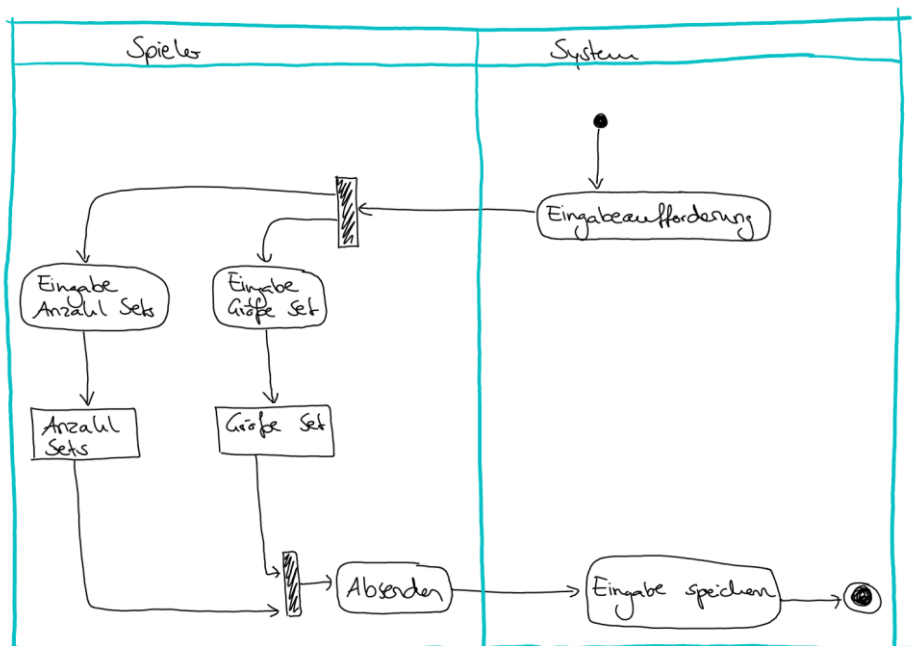 Spieler
System
Eingabeaufforderung
Eingabe
Anzahl Sets
Eingabe
Größe Set
Anzahl
Sets
Größe Set
Absenden
Eingabe speichern